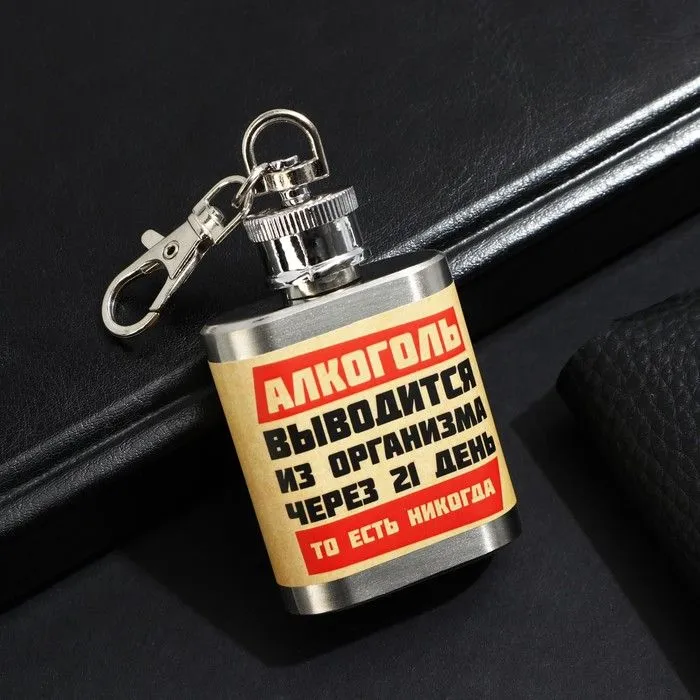 АЛКОГОЛЬ
ВЫВОДИТСЯ
ИЗ ОРГАНИЗМА
ЧЕРЕЗ 21 ДЕНЬ
ТО ЕСТЬ НИКОГДА